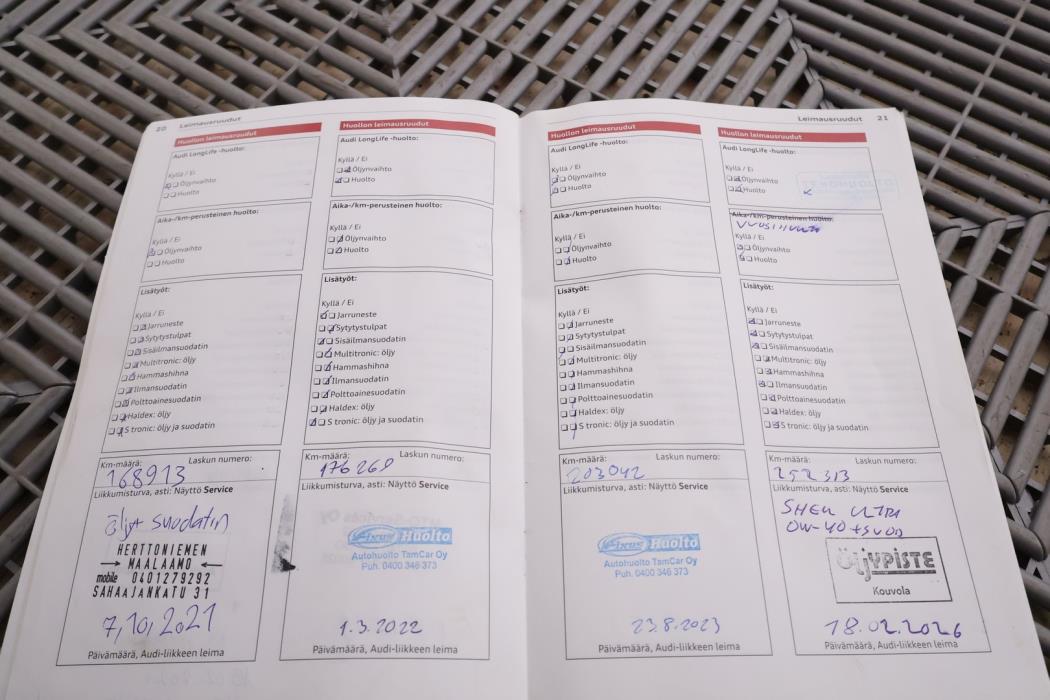 20 Leimausruudut
Huollon leimausruudut
Audi LongLife -huolto:
Kyllä / Ei
Öljynvaihto
Huolto
Aika-/km-perusteinen huolto:
Kyllä / Ei
Öljynvaihto
Huolto
Lisätyöt:
Kyllä / Ei
Jarruneste
Sytytystulpat
Sisäilmansuodatin
Multitronic: öljy
Hammashihna
Ilmansuodatin
Polttoainesuodatin
Haldex: öljy
S tronic: öljy ja suodatin
Km-määrä: Laskun numero:
168913
Liikkumisturva, asti: Näyttö Service
öljyt suodatin
HERTTONIEMEN
MAALAAMO
mobile 0401279292
SAHAAJANKATU 31
7,10,2021
Päivämäärä, Audi-liikkeen leima
Huollon leimausruudut
Audi LongLife -huolto:
Kyllä / Ei
Öljynvaihto
Huolto
Aika-/km-perusteinen huolto:
Kyllä / Ei
Öljynvaihto
Huolto
Lisätyöt:
Kyllä / Ei
Jarruneste
Sytytystulpat
Sisäilmansuodatin
Multitronic: öljy
Hammashihna
Ilmansuodatin
Polttoainesuodatin
Haldex: öljy
S tronic: öljy ja suodatin
Km-määrä: Laskun numero:
176260
Liikkumisturva, asti: Näyttö Service
Fixus Huolto
Autohuolto TamCar Oy
Puh. 0400 346 373
1.3.2022
Päivämäärä, Audi-liikkeen leima
Leimausruudut 21
Huollon leimausruudut
Audi LongLife -huolto:
Kyllä / Ei
Öljynvaihto
Huolto
Aika-/km-perusteinen huolto:
Kyllä / Ei
Öljynvaihto
Huolto
Lisätyöt:
Kyllä / Ei
Jarruneste
Sytytystulpat
Sisäilmansuodatin
Multitronic: öljy
Hammashihna
Ilmansuodatin
Polttoainesuodatin
Haldex: öljy
S tronic: öljy ja suodatin
Km-määrä: Laskun numero:
203042
Liikkumisturva, asti: Näyttö Service
Fixus Huolto
Autohuolto TamCar Oy
Puh. 0400 346 373
23.8.2023
Päivämäärä, Audi-liikkeen leima
Huollon leimausruudut
Audi LongLife -huolto:
Kyllä / Ei
Öljynvaihto
Huolto
Aika-/km-perusteinen huolto:
Kyllä / Ei
Öljynvaihto
Huolto
Lisätyöt:
Kyllä / Ei
Jarruneste
Sytytystulpat
Sisäilmansuodatin
Multitronic: öljy
Hammashihna
Ilmansuodatin
Polttoainesuodatin
Haldex: öljy
S tronic: öljy ja suodatin
Km-määrä: Laskun numero:
252313
Liikkumisturva, asti: Näyttö Service
SHELL ULTRA
0W-40 + SUOD
ÖLJYPISTE
Kouvola
18.02.2026
Päivämäärä, Audi-liikkeen leima